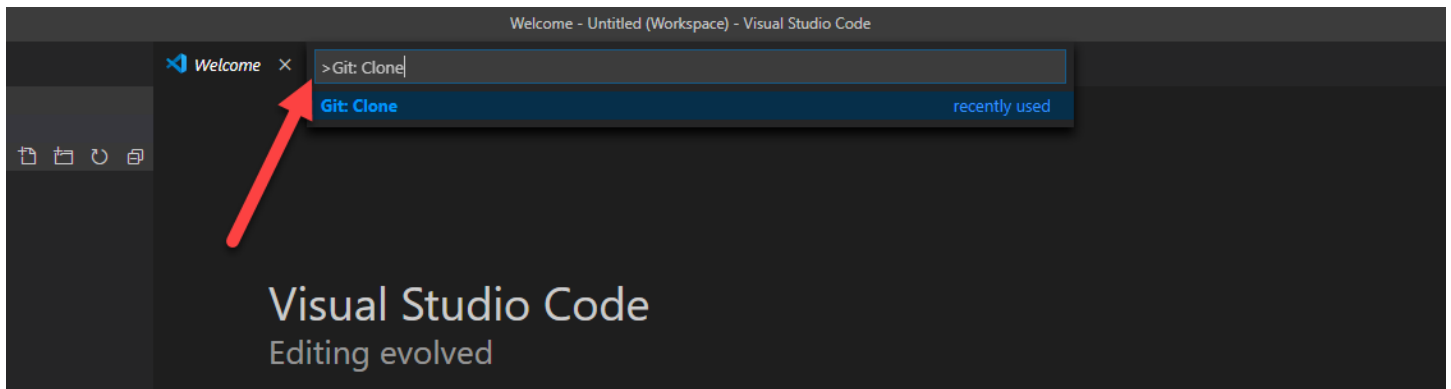 Welcome - Untitled (Workspace) - Visual Studio Code
Welcome
>Git: Clone
Git: Clone recently used
Visual Studio Code
Editing evolved